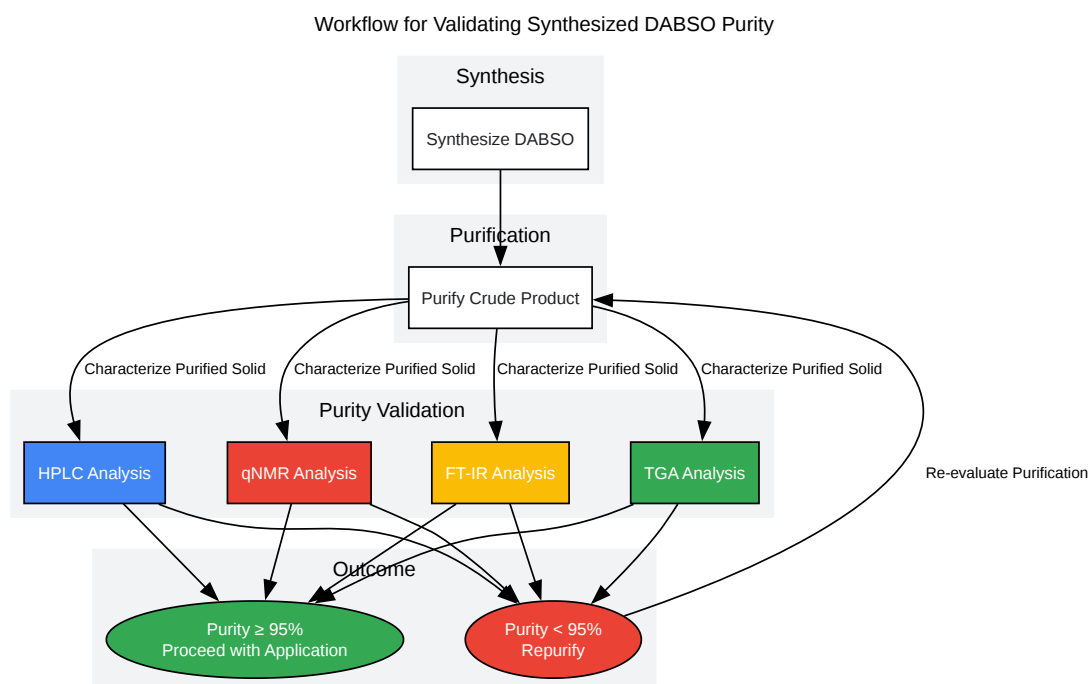 Workflow for Validating Synthesized DABSO Purity
Synthesis
Synthesize DABSO
Purification
Purify Crude Product
Characterize Purified Solid
Characterize Purified Solid
Characterize Purified Solid
Characterize Purified Solid
Purity Validation
HPLC Analysis
qNMR Analysis
FT-IR Analysis
TGA Analysis
Re-evaluate Purification
Outcome
Purity ≥ 95%
Proceed with Application
Purity < 95%
Repurify